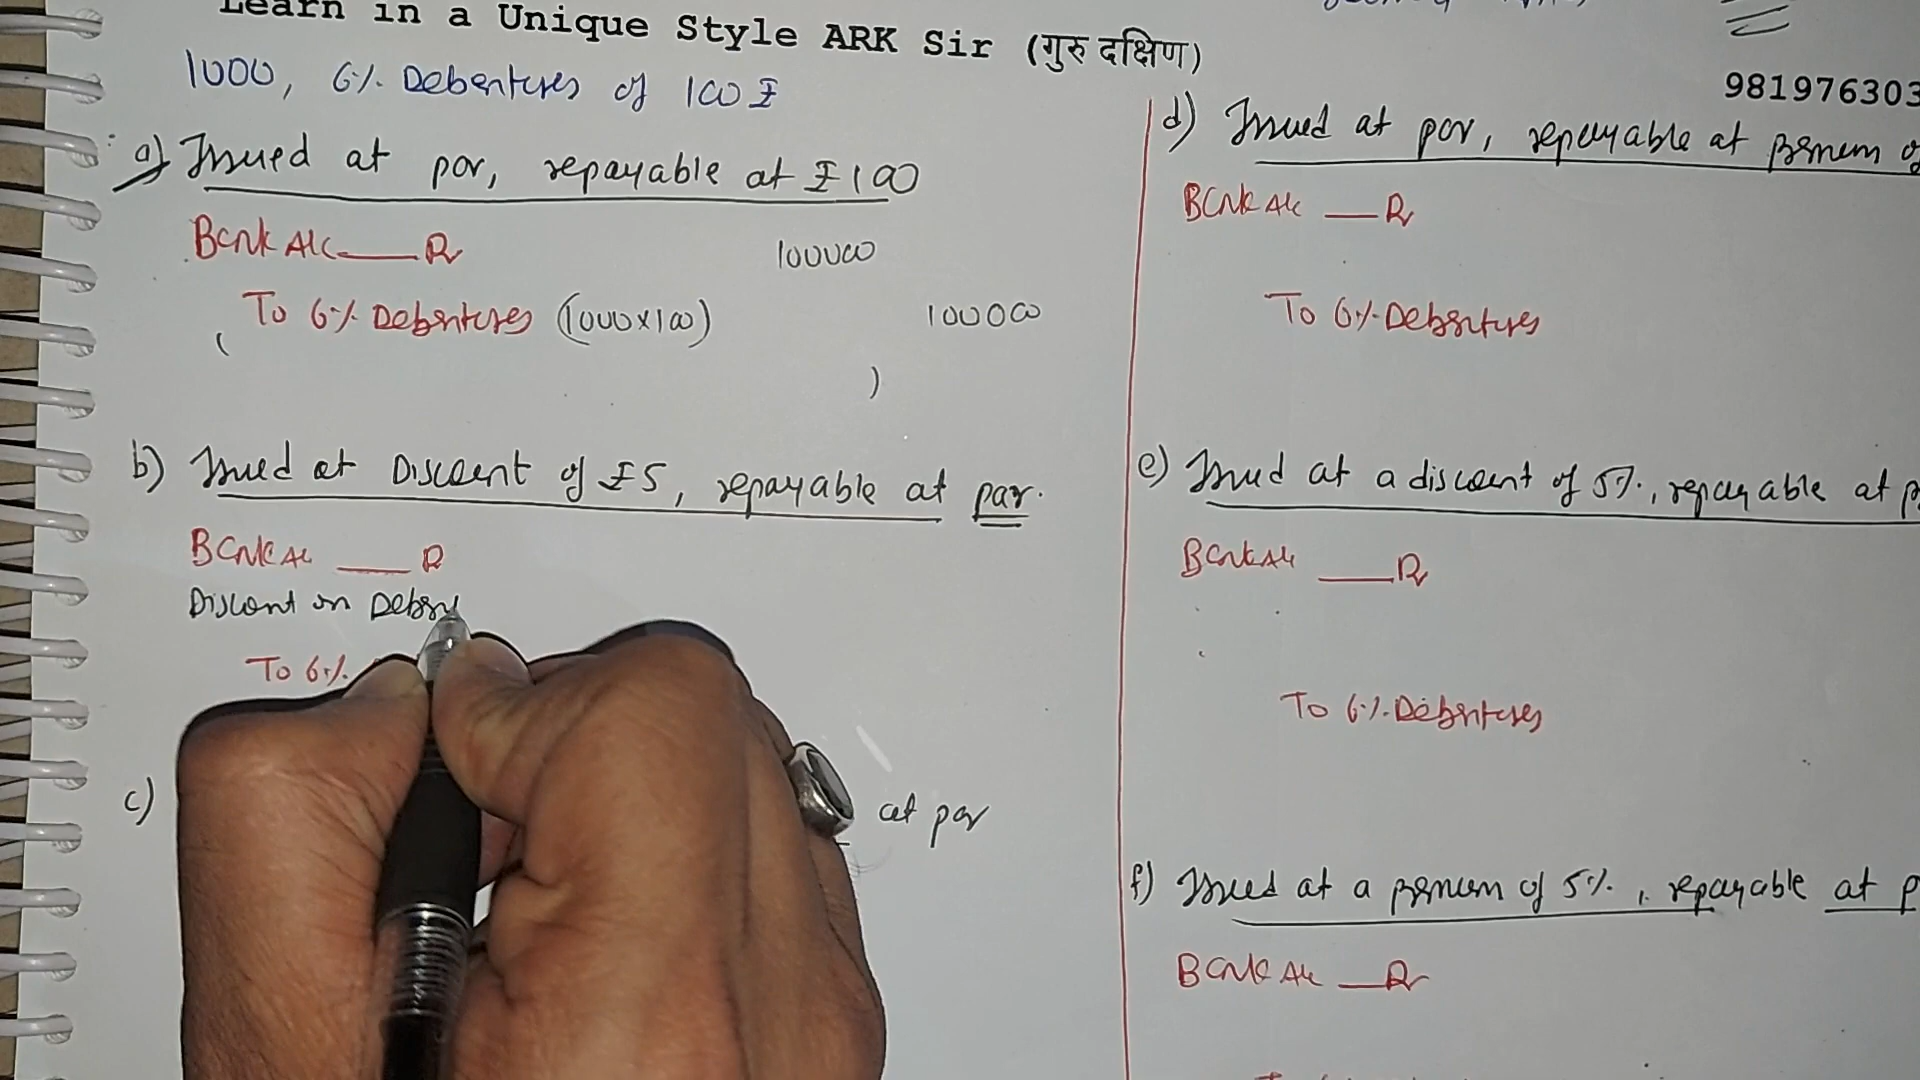 Learn in a Unique Style ARK Sir (गुरु दक्षिण)
981976303
1000, 6% Debentures of 100 ₹
a) Issued at par, repayable at ₹100
Bank A/c ___ Dr 100000
To 6% Debentures (1000×100) 100000
( )
b) Issued at Discount of ₹5, repayable at par.
Bank A/c ___ Dr
Discount on Deben
To 6%
c) at par
d) Issued at par, repayable at premium of
Bank A/c ___ Dr
To 6% Debentures
e) Issued at a discount of 5%, repayable at p
Bank A/c ___ Dr
To 6% Debentures
f) Issued at a premium of 5%, repayable at p
Bank A/c ___ Dr